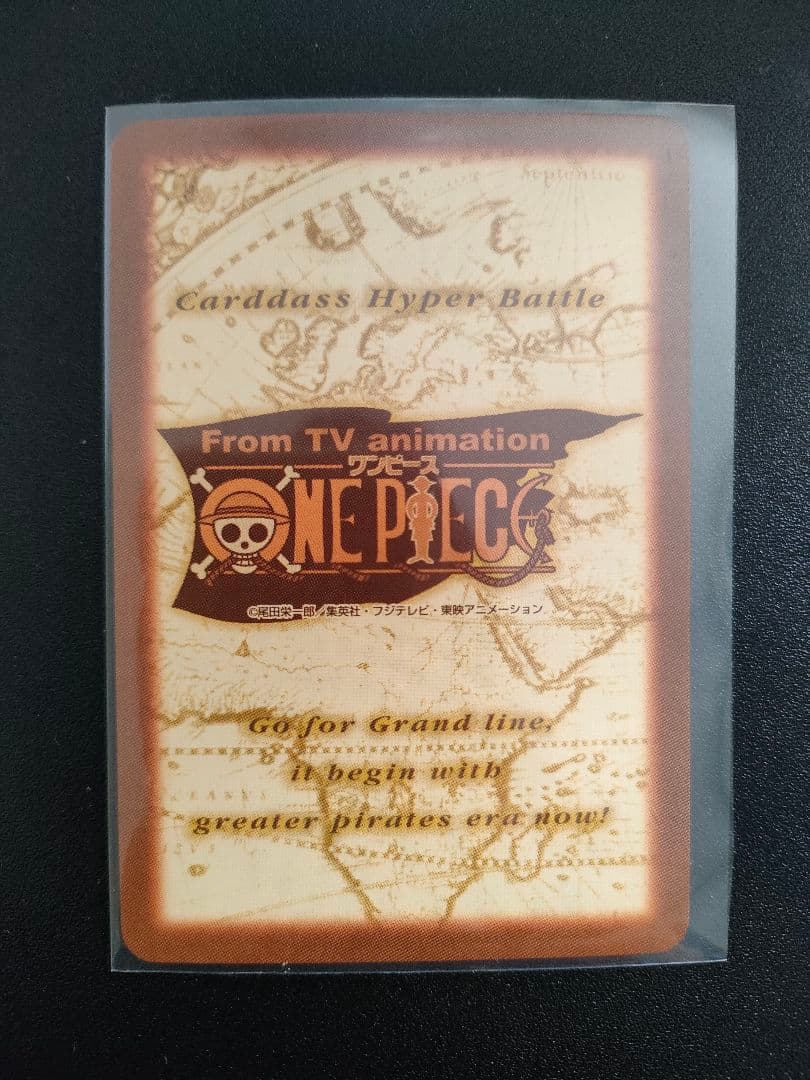 Septentrio
Carddass Hyper Battle
From TV animation
ワンピース
ONE PIECE
©尾田栄一郎／集英社・フジテレビ・東映アニメーション
Go for Grand line,
it begin with
greater pirates era now!